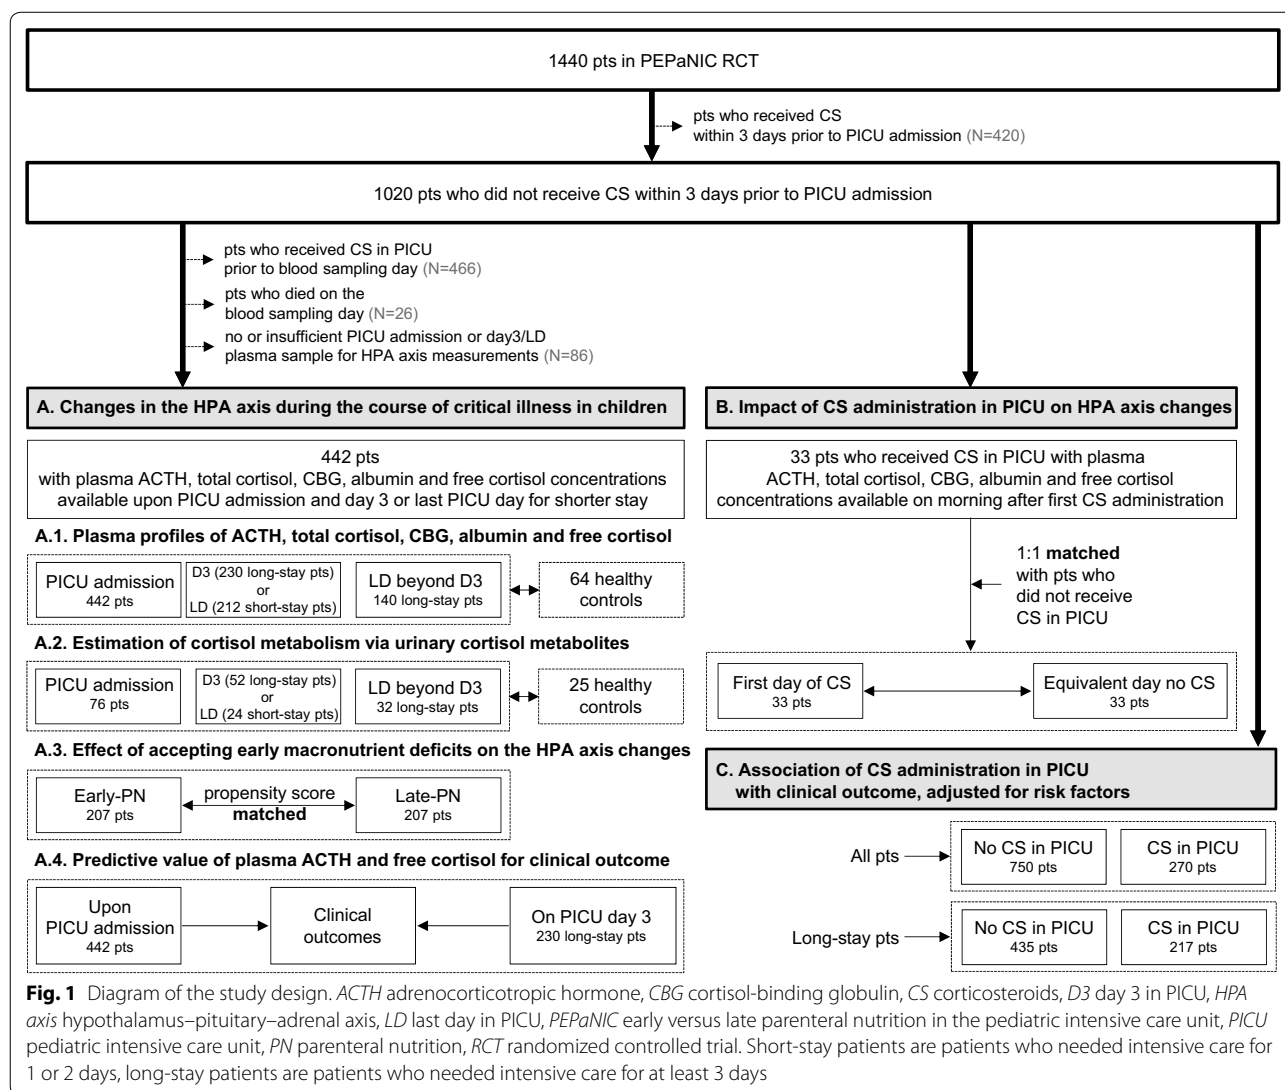 1440 pts in PEPaNIC RCT
pts who received CS
within 3 days prior to PICU admission (N=420)
1020 pts who did not receive CS within 3 days prior to PICU admission
pts who received CS in PICU
prior to blood sampling day (N=466)
pts who died on the
blood sampling day (N=26)
no or insufficient PICU admission or day3/LD
plasma sample for HPA axis measurements (N=86)
A. Changes in the HPA axis during the course of critical illness in children
442 pts
with plasma ACTH, total cortisol, CBG, albumin and free cortisol concentrations
available upon PICU admission and day 3 or last PICU day for shorter stay
A.1. Plasma profiles of ACTH, total cortisol, CBG, albumin and free cortisol
PICU admission
442 pts
D3 (230 long-stay pts)
or
LD (212 short-stay pts)
LD beyond D3
140 long-stay pts
64 healthy
controls
A.2. Estimation of cortisol metabolism via urinary cortisol metabolites
PICU admission
76 pts
D3 (52 long-stay pts)
or
LD (24 short-stay pts)
LD beyond D3
32 long-stay pts
25 healthy
controls
A.3. Effect of accepting early macronutrient deficits on the HPA axis changes
Early-PN
207 pts
propensity score
matched
Late-PN
207 pts
A.4. Predictive value of plasma ACTH and free cortisol for clinical outcome
Upon
PICU admission
442 pts
Clinical
outcomes
On PICU day 3
230 long-stay pts
B. Impact of CS administration in PICU on HPA axis changes
33 pts who received CS in PICU with plasma
ACTH, total cortisol, CBG, albumin and free cortisol
concentrations available on morning after first CS administration
1:1 matched
with pts who
did not receive
CS in PICU
First day of CS
33 pts
Equivalent day no CS
33 pts
C. Association of CS administration in PICU
with clinical outcome, adjusted for risk factors
All pts
No CS in PICU
750 pts
CS in PICU
270 pts
Long-stay pts
No CS in PICU
435 pts
CS in PICU
217 pts
Fig. 1 Diagram of the study design. ACTH adrenocorticotropic hormone, CBG cortisol-binding globulin, CS corticosteroids, D3 day 3 in PICU, HPA
axis hypothalamus–pituitary–adrenal axis, LD last day in PICU, PEPaNIC early versus late parenteral nutrition in the pediatric intensive care unit, PICU
pediatric intensive care unit, PN parenteral nutrition, RCT randomized controlled trial. Short-stay patients are patients who needed intensive care for
1 or 2 days, long-stay patients are patients who needed intensive care for at least 3 days